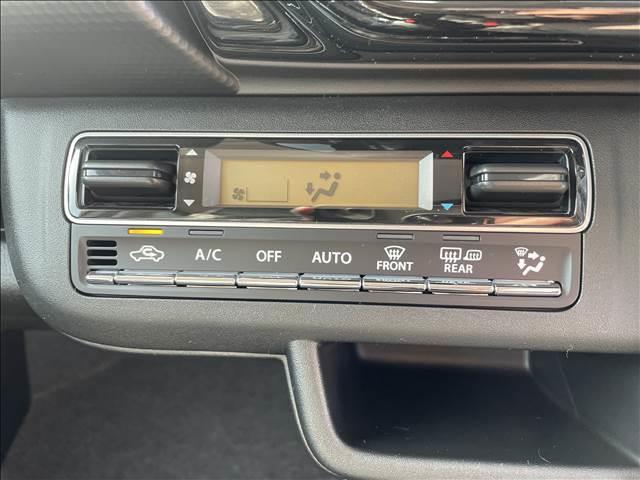 A/C OFF AUTO FRONT REAR